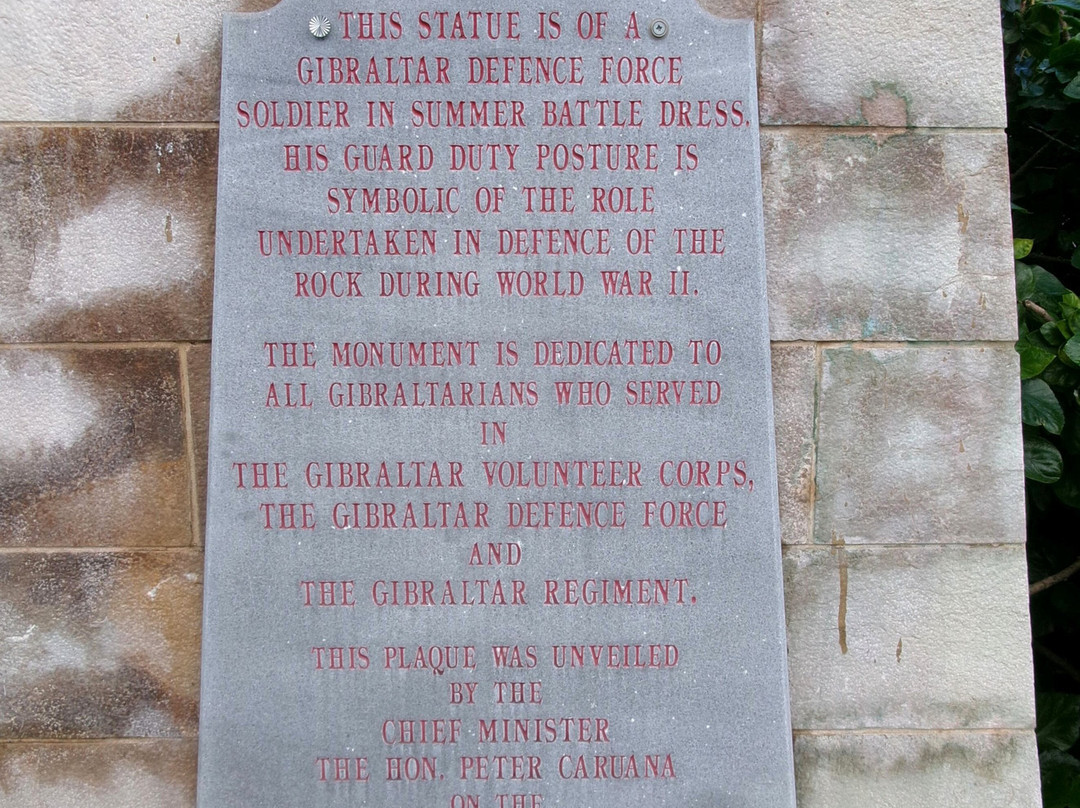 THIS STATUE IS OF A
GIBRALTAR DEFENCE FORCE
SOLDIER IN SUMMER BATTLE DRESS.
HIS GUARD DUTY POSTURE IS
SYMBOLIC OF THE ROLE
UNDERTAKEN IN DEFENCE OF THE
ROCK DURING WORLD WAR II.
THE MONUMENT IS DEDICATED TO
ALL GIBRALTARIANS WHO SERVED
IN
THE GIBRALTAR VOLUNTEER CORPS,
THE GIBRALTAR DEFENCE FORCE
AND
THE GIBRALTAR REGIMENT.
THIS PLAQUE WAS UNVEILED
BY THE
CHIEF MINISTER
THE HON. PETER CARUANA
ON THE